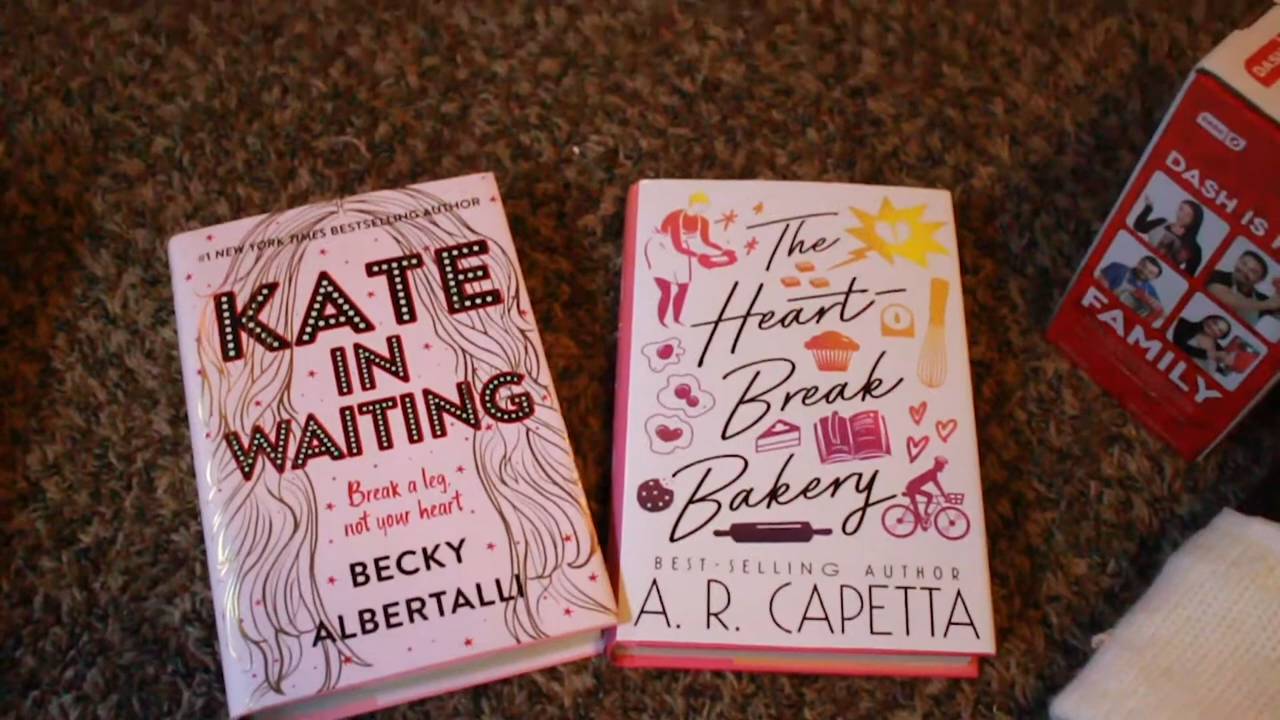 #1 NEW YORK TIMES BESTSELLING AUTHOR
KATE
IN
WAITING
Break a leg,
not your heart.
BECKY
ALBERTALLI
The
Heart-
Break
Bakery
BEST-SELLING AUTHOR
A. R. CAPETTA
DASH IS
FAMILY